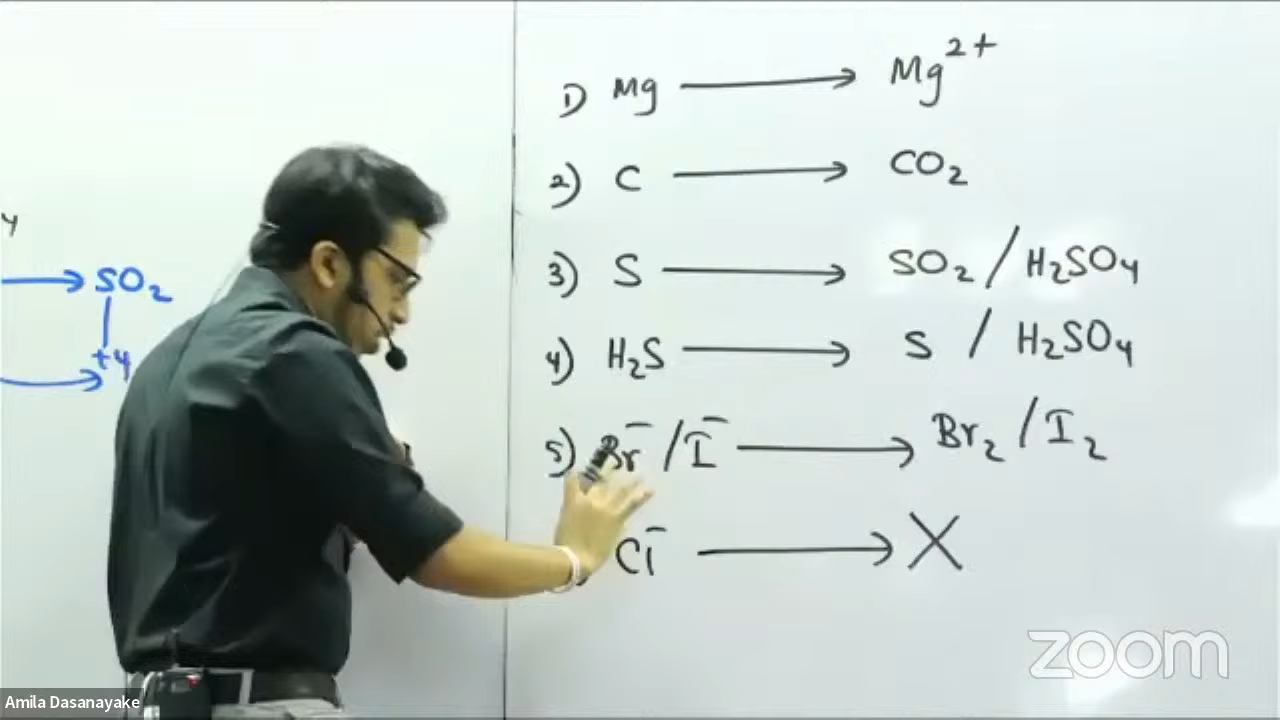 y
→ SO₂
+4
1) Mg → Mg²⁺
2) C → CO₂
3) S → SO₂ / H₂SO₄
4) H₂S → S / H₂SO₄
5) Br⁻ / I⁻ → Br₂ / I₂
Cl⁻ → X
zoom
Amila Dasanayake